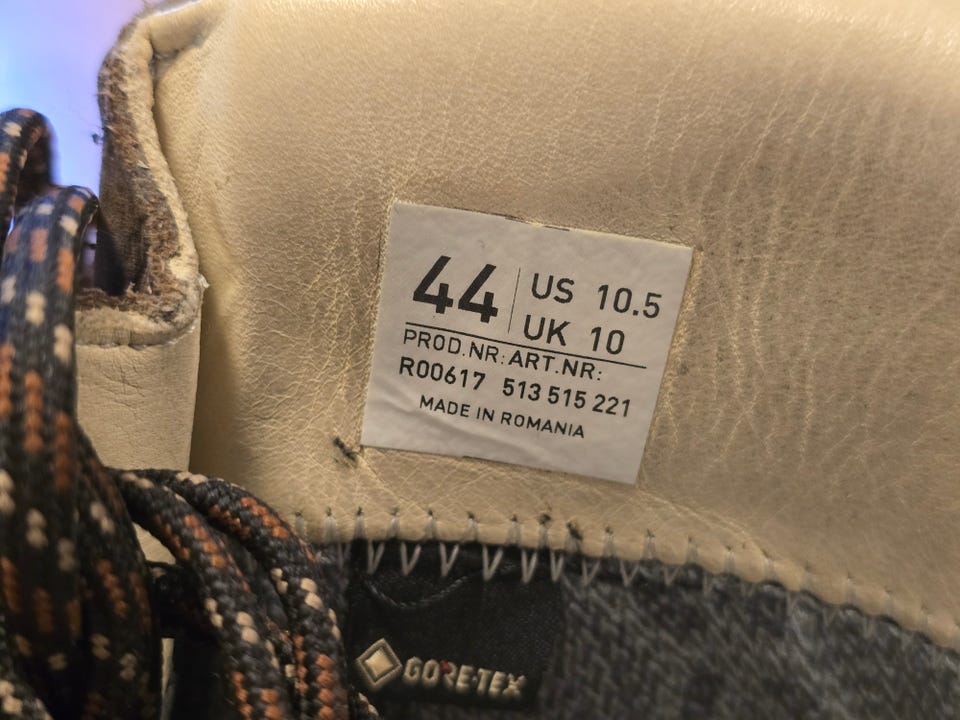 44
US 10.5
UK 10
PROD.NR: ART.NR:
R00617 513 515 221
MADE IN ROMANIA
GORE-TEX